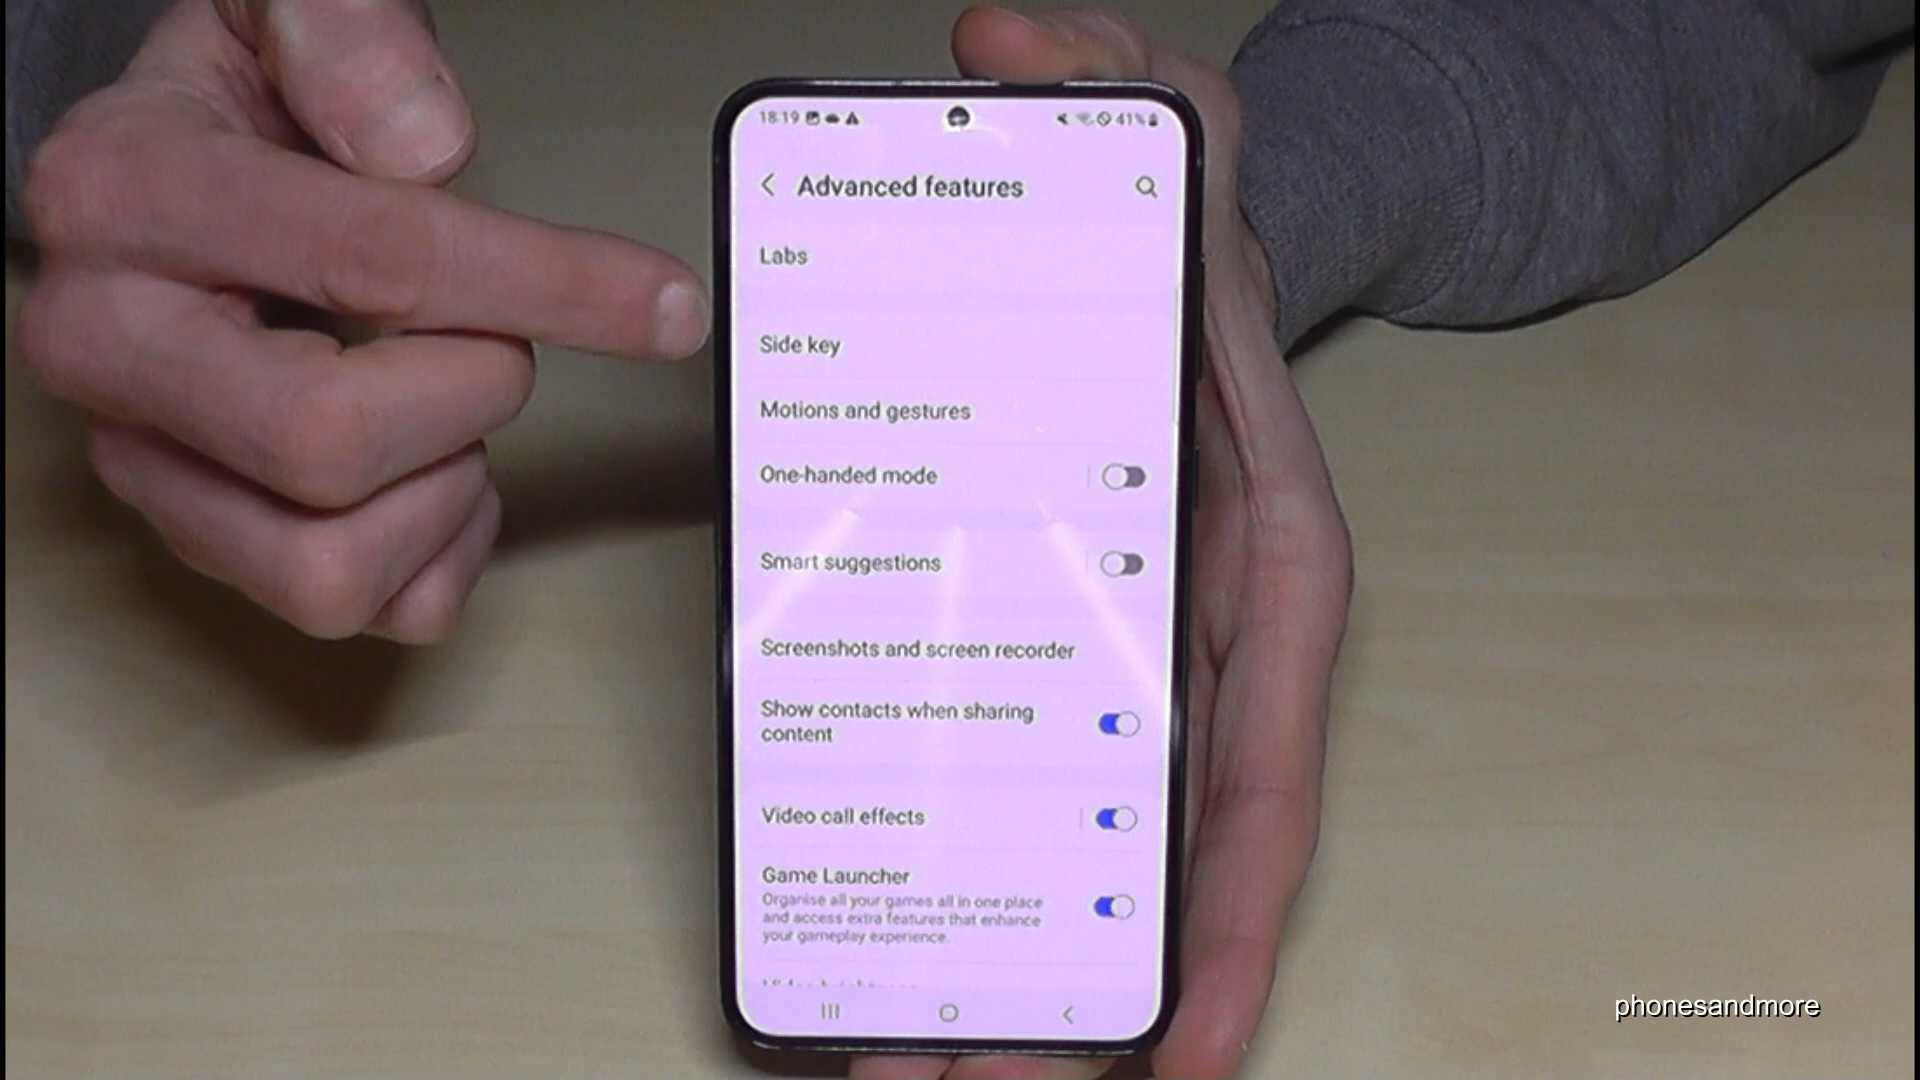 18:19
41%
Advanced features
Labs
Side key
Motions and gestures
One-handed mode
Smart suggestions
Screenshots and screen recorder
Show contacts when sharing
content
Video call effects
Game Launcher
Organise all your games all in one place
and access extra features that enhance
your gameplay experience.
phonesandmore